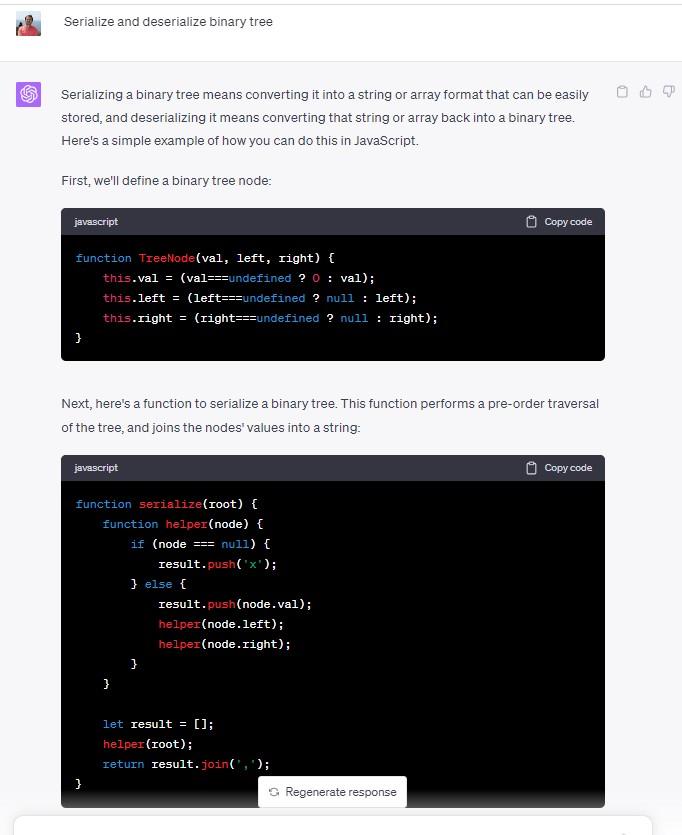 Serialize and deserialize binary tree
Serializing a binary tree means converting it into a string or array format that can be easily
stored, and deserializing it means converting that string or array back into a binary tree.
Here's a simple example of how you can do this in JavaScript.
First, we'll define a binary tree node:
javascript
Copy code
function TreeNode(val, left, right) {
    this.val = (val===undefined ? 0 : val);
    this.left = (left===undefined ? null : left);
    this.right = (right===undefined ? null : right);
}
Next, here's a function to serialize a binary tree. This function performs a pre-order traversal
of the tree, and joins the nodes' values into a string:
javascript
Copy code
function serialize(root) {
    function helper(node) {
        if (node === null) {
            result.push('x');
        } else {
            result.push(node.val);
            helper(node.left);
            helper(node.right);
        }
    }
    let result = [];
    helper(root);
    return result.join(',');
}
Regenerate response